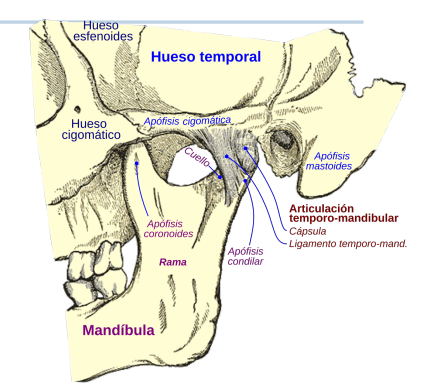 Hueso
esfenoides
Hueso temporal
Apófisis cigomática
Hueso
cigomático
Cuello
Apófisis
mastoides
Articulación
temporo-mandibular
Cápsula
Ligamento temporo-mand.
Apófisis
coronoides
Apófisis
condilar
Rama
Mandíbula